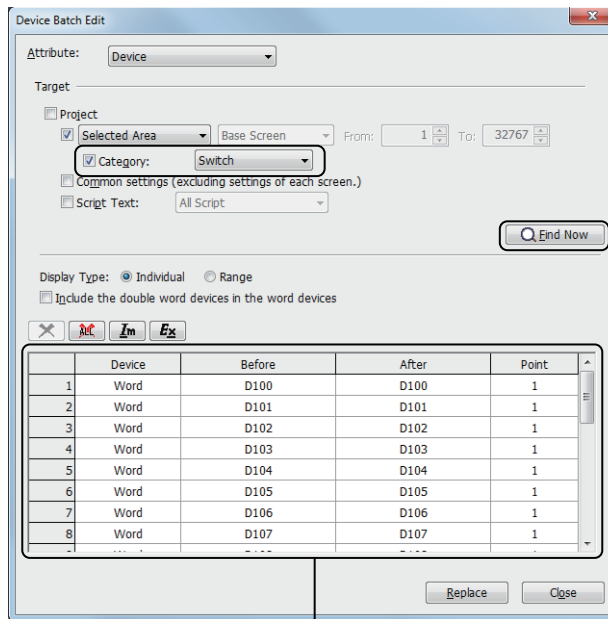 Device Batch Edit
Attribute: Device
Target
Project
Selected Area Base Screen From: 1 To: 32767
Category: Switch
Common settings (excluding settings of each screen.)
Script Text: All Script
Find Now
Display Type: Individual Range
Include the double word devices in the word devices
ALL Im Ex
Device Before After Point
1 Word D100 D100 1
2 Word D101 D101 1
3 Word D102 D102 1
4 Word D103 D103 1
5 Word D104 D104 1
6 Word D105 D105 1
7 Word D106 D106 1
8 Word D107 D107 1
Replace Close